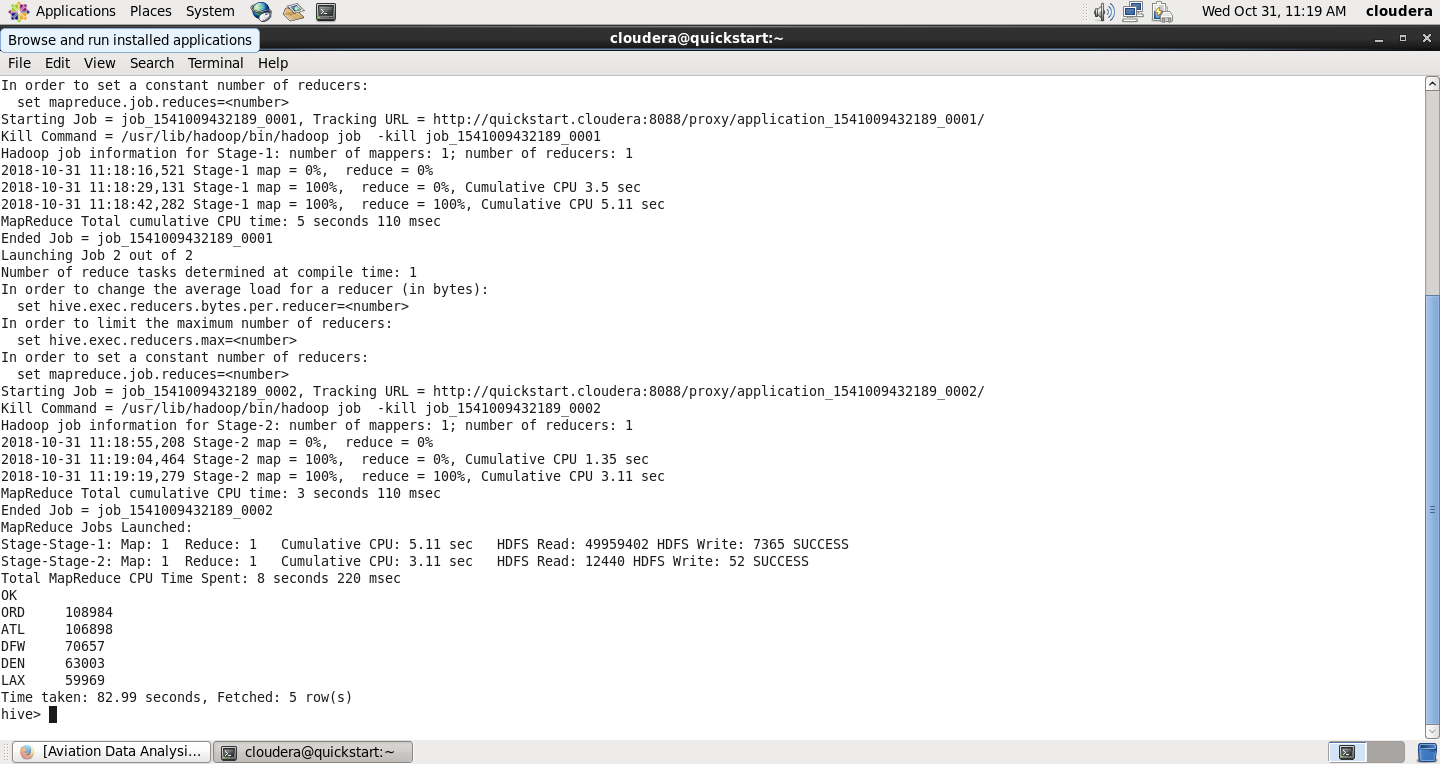 Applications Places System Wed Oct 31, 11:19 AM cloudera
Browse and run installed applications cloudera@quickstart:~
File Edit View Search Terminal Help
In order to set a constant number of reducers:
  set mapreduce.job.reduces=<number>
Starting Job = job_1541009432189_0001, Tracking URL = http://quickstart.cloudera:8088/proxy/application_1541009432189_0001/
Kill Command = /usr/lib/hadoop/bin/hadoop job  -kill job_1541009432189_0001
Hadoop job information for Stage-1: number of mappers: 1; number of reducers: 1
2018-10-31 11:18:16,521 Stage-1 map = 0%,  reduce = 0%
2018-10-31 11:18:29,131 Stage-1 map = 100%,  reduce = 0%, Cumulative CPU 3.5 sec
2018-10-31 11:18:42,282 Stage-1 map = 100%,  reduce = 100%, Cumulative CPU 5.11 sec
MapReduce Total cumulative CPU time: 5 seconds 110 msec
Ended Job = job_1541009432189_0001
Launching Job 2 out of 2
Number of reduce tasks determined at compile time: 1
In order to change the average load for a reducer (in bytes):
  set hive.exec.reducers.bytes.per.reducer=<number>
In order to limit the maximum number of reducers:
  set hive.exec.reducers.max=<number>
In order to set a constant number of reducers:
  set mapreduce.job.reduces=<number>
Starting Job = job_1541009432189_0002, Tracking URL = http://quickstart.cloudera:8088/proxy/application_1541009432189_0002/
Kill Command = /usr/lib/hadoop/bin/hadoop job  -kill job_1541009432189_0002
Hadoop job information for Stage-2: number of mappers: 1; number of reducers: 1
2018-10-31 11:18:55,208 Stage-2 map = 0%,  reduce = 0%
2018-10-31 11:19:04,464 Stage-2 map = 100%,  reduce = 0%, Cumulative CPU 1.35 sec
2018-10-31 11:19:19,279 Stage-2 map = 100%,  reduce = 100%, Cumulative CPU 3.11 sec
MapReduce Total cumulative CPU time: 3 seconds 110 msec
Ended Job = job_1541009432189_0002
MapReduce Jobs Launched:
Stage-Stage-1: Map: 1  Reduce: 1   Cumulative CPU: 5.11 sec   HDFS Read: 49959402 HDFS Write: 7365 SUCCESS
Stage-Stage-2: Map: 1  Reduce: 1   Cumulative CPU: 3.11 sec   HDFS Read: 12440 HDFS Write: 52 SUCCESS
Total MapReduce CPU Time Spent: 8 seconds 220 msec
OK
ORD     108984
ATL     106898
DFW     70657
DEN     63003
LAX     59969
Time taken: 82.99 seconds, Fetched: 5 row(s)
hive>
[Aviation Data Analysi... cloudera@quickstart:~